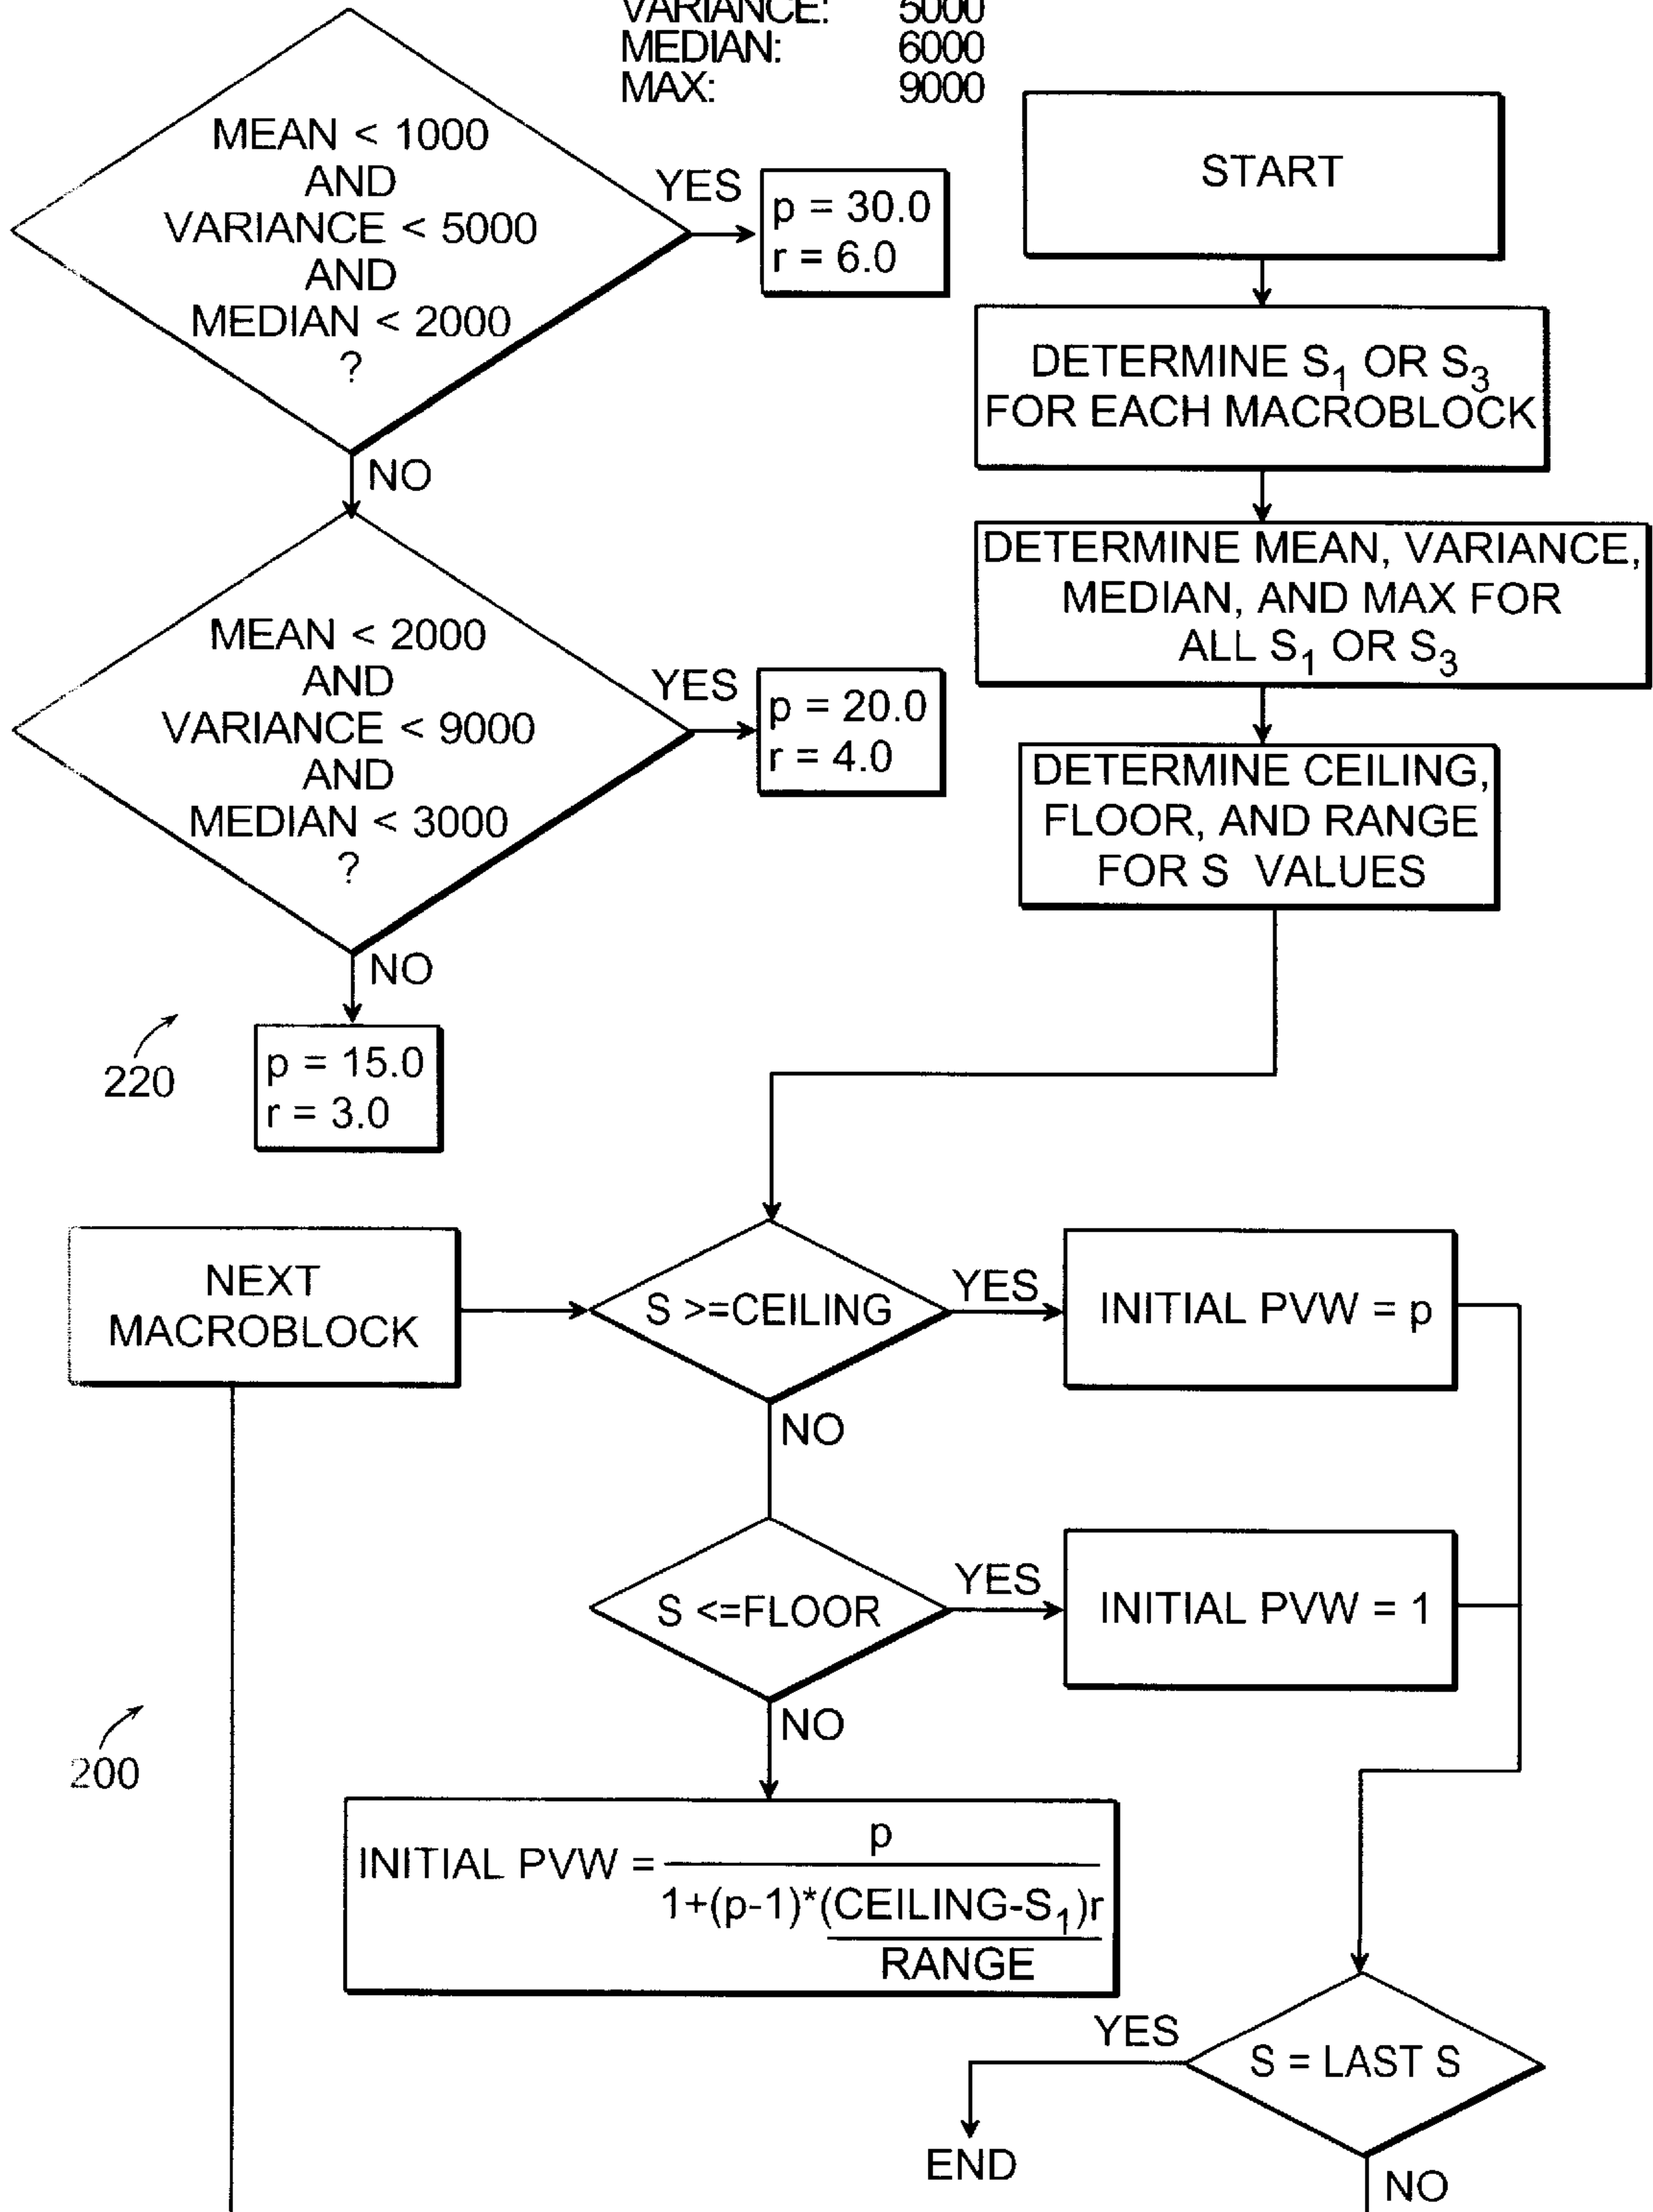 VARIANCE: 5000
MEDIAN: 6000
MAX: 9000
MEAN < 1000
AND
VARIANCE < 5000
AND
MEDIAN < 2000
?
YES
p = 30.0
r = 6.0
NO
MEAN < 2000
AND
VARIANCE < 9000
AND
MEDIAN < 3000
?
YES
p = 20.0
r = 4.0
NO
p = 15.0
r = 3.0
220
START
DETERMINE S1 OR S3
FOR EACH MACROBLOCK
DETERMINE MEAN, VARIANCE,
MEDIAN, AND MAX FOR
ALL S1 OR S3
DETERMINE CEILING,
FLOOR, AND RANGE
FOR S VALUES
NEXT
MACROBLOCK
S >=CEILING
YES
INITIAL PVW = p
NO
S <=FLOOR
YES
INITIAL PVW = 1
NO
200
p
INITIAL PVW =
1+(p-1)*(CEILING-S1)r
RANGE
S = LAST S
YES
END
NO